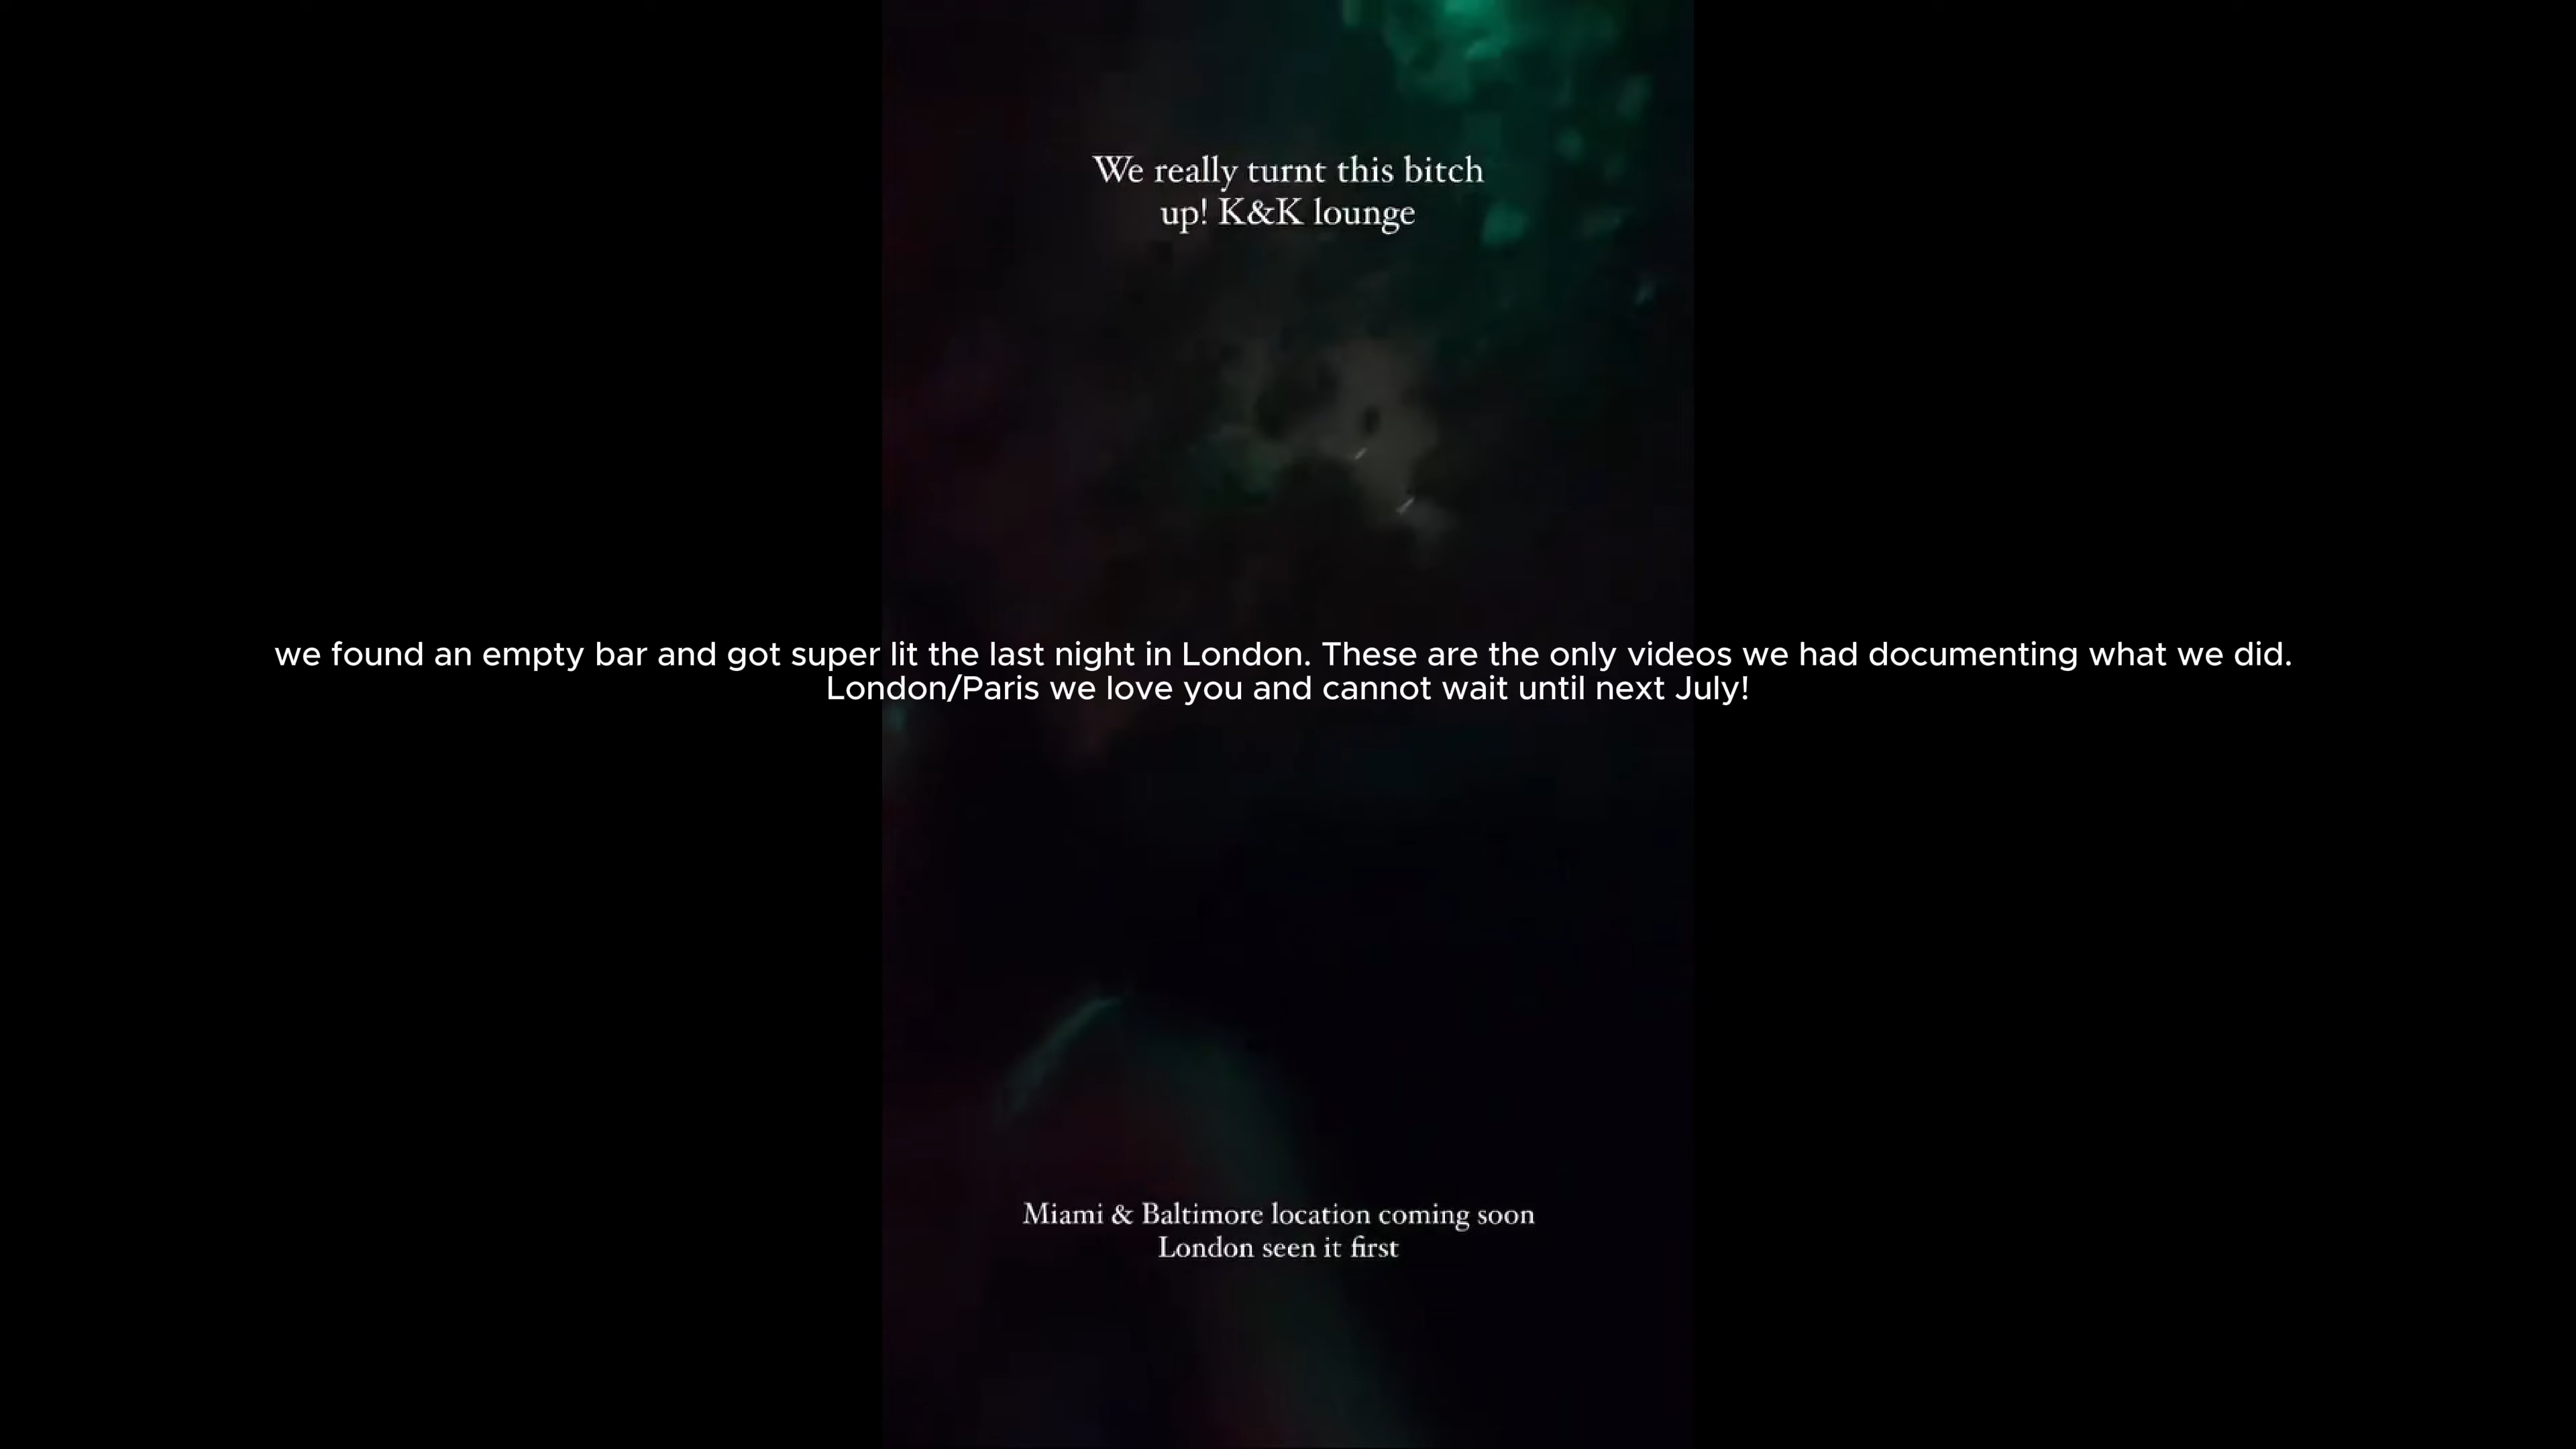 We really turnt this bitch
up! K&K lounge
we found an empty bar and got super lit the last night in London. These are the only videos we had documenting what we did.
London/Paris we love you and cannot wait until next July!
Miami & Baltimore location coming soon
London seen it first